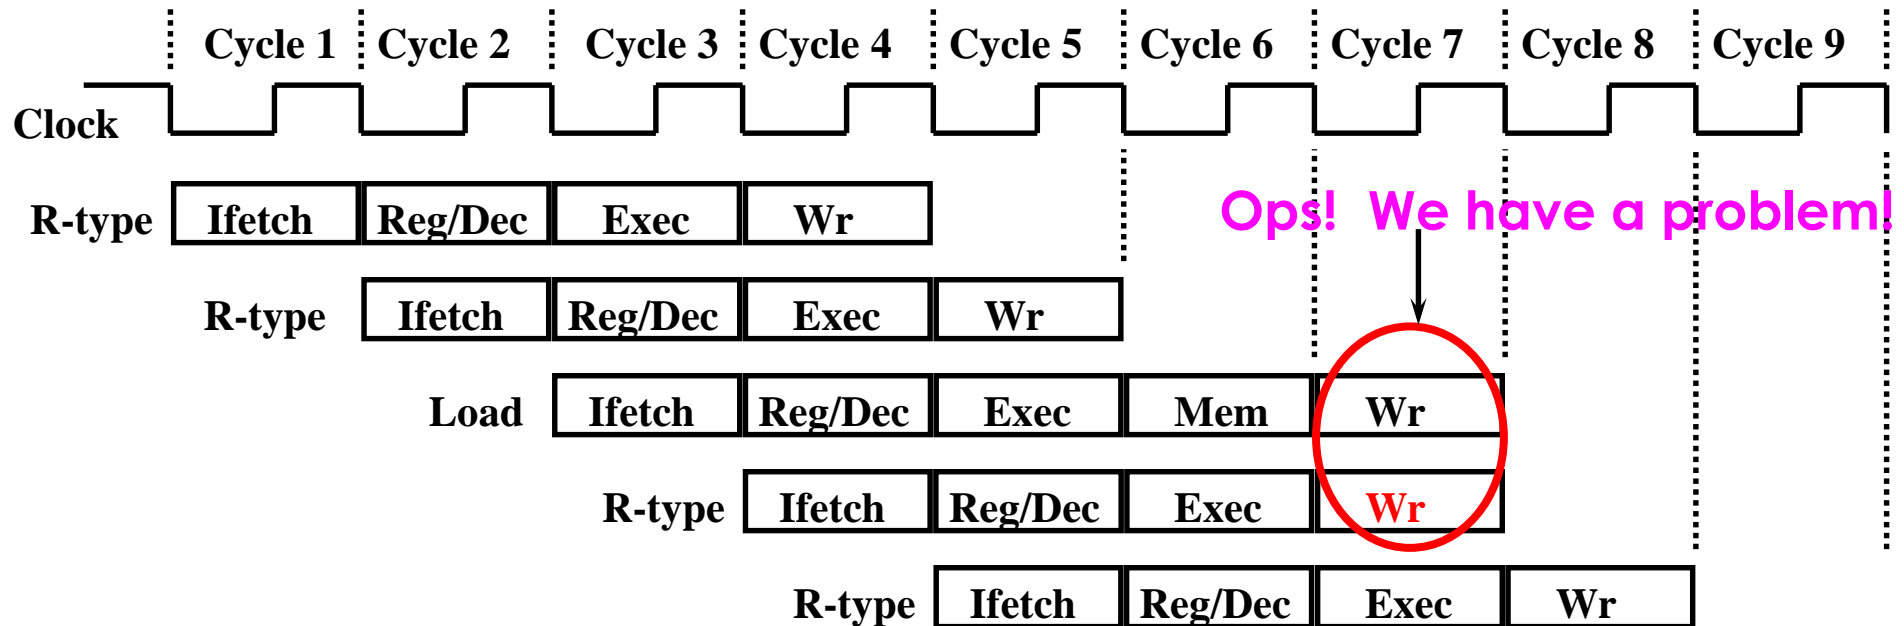 Cycle 1 Cycle 2 Cycle 3 Cycle 4 Cycle 5 Cycle 6 Cycle 7 Cycle 8 Cycle 9
Clock
R-type Ifetch Reg/Dec Exec Wr
Ops! We have a problem!
R-type Ifetch Reg/Dec Exec Wr
Load Ifetch Reg/Dec Exec Mem Wr
R-type Ifetch Reg/Dec Exec Wr
R-type Ifetch Reg/Dec Exec Wr